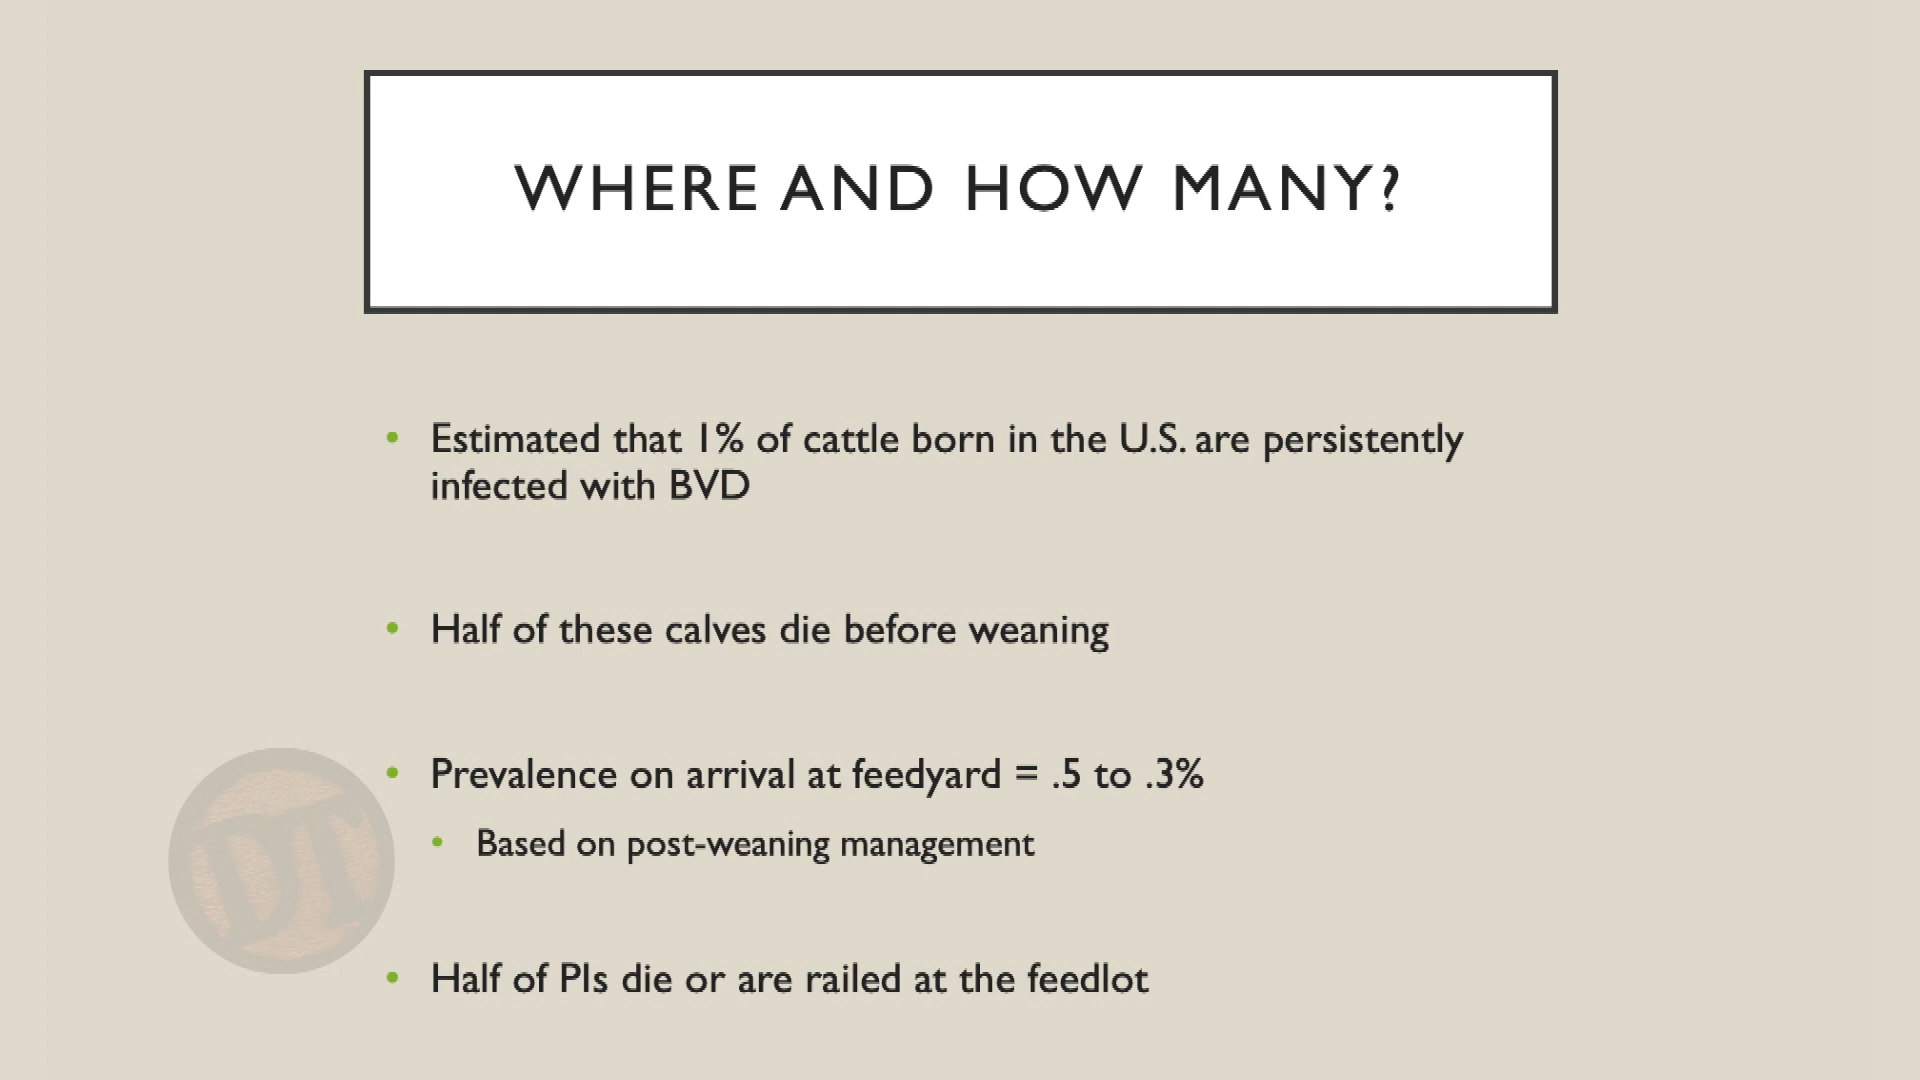 WHERE AND HOW MANY?
• Estimated that 1% of cattle born in the U.S. are persistently
infected with BVD
• Half of these calves die before weaning
• Prevalence on arrival at feedyard = .5 to .3%
• Based on post-weaning management
DT
• Half of PIs die or are railed at the feedlot